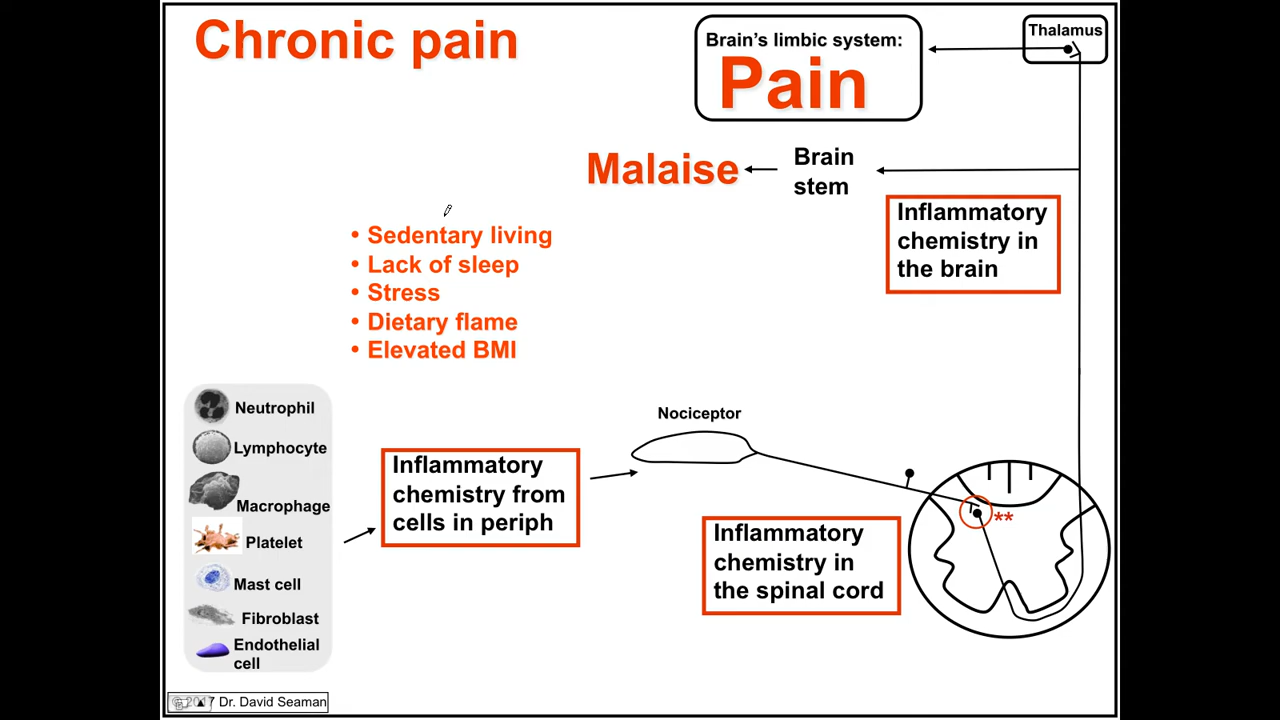 Chronic pain
Brain's limbic system:
Pain
Thalamus
Malaise
Brain
stem
Inflammatory
chemistry in
the brain
• Sedentary living
• Lack of sleep
• Stress
• Dietary flame
• Elevated BMI
Neutrophil
Lymphocyte
Macrophage
Platelet
Mast cell
Fibroblast
Endothelial
cell
Inflammatory
chemistry from
cells in periph
Nociceptor
**
Inflammatory
chemistry in
the spinal cord
Dr. David Seaman